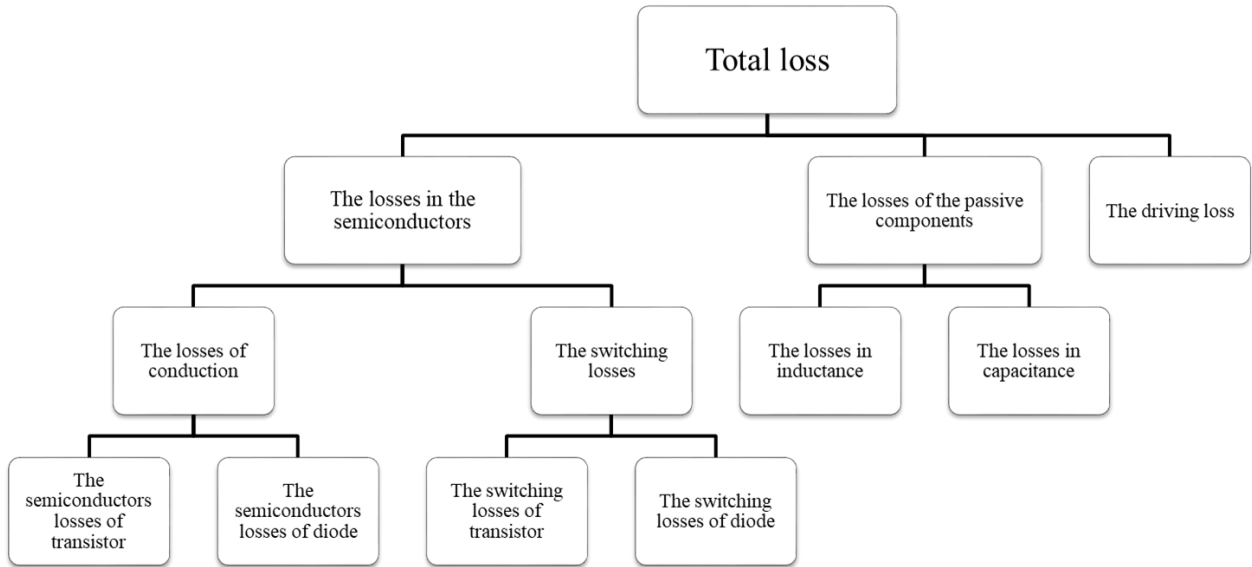 Total loss
The losses in the
semiconductors
The losses of the passive
components
The driving loss
The losses of
conduction
The switching
losses
The losses in
inductance
The losses in
capacitance
The
semiconductors
losses of
transistor
The
semiconductors
losses of diode
The switching
losses of
transistor
The switching
losses of diode